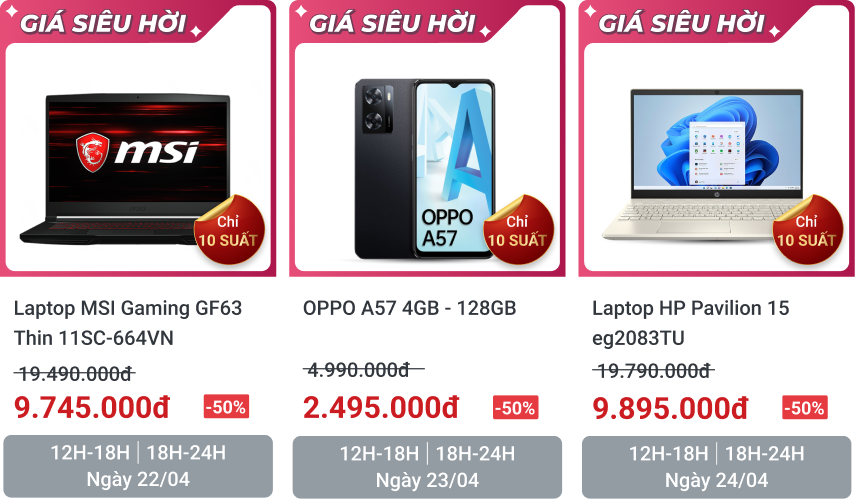 GIÁ SIÊU HỜI
msi
Chỉ
10 SUẤT
Laptop MSI Gaming GF63
Thin 11SC-664VN
19.490.000đ
9.745.000đ
-50%
12H-18H | 18H-24H
Ngày 22/04
GIÁ SIÊU HỜI
A
OPPO
A57
Chỉ
10 SUẤT
OPPO A57 4GB - 128GB
4.990.000đ
2.495.000đ
-50%
12H-18H | 18H-24H
Ngày 23/04
GIÁ SIÊU HỜI
hp
Chỉ
10 SUẤT
Laptop HP Pavilion 15
eg2083TU
19.790.000đ
9.895.000đ
-50%
12H-18H | 18H-24H
Ngày 24/04